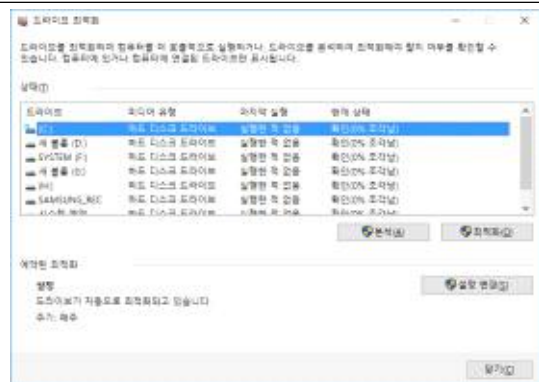 드라이브 최적화
드라이브를 최적화하여 컴퓨터를 더 효율적으로 실행하거나, 드라이브를 분석하여 최적화해야 할지 여부를 확인할 수
있습니다. 컴퓨터에 있거나 컴퓨터에 연결된 드라이브만 표시됩니다.
상태(T)
드라이브 미디어 유형 마지막 실행 현재 상태
(C:) 하드 디스크 드라이브 실행한 적 없음 확인(0% 조각남)
새 볼륨 (D:) 하드 디스크 드라이브 실행한 적 없음 확인(0% 조각남)
SYSTEM (F:) 하드 디스크 드라이브 실행한 적 없음 확인(0% 조각남)
새 볼륨 (G:) 하드 디스크 드라이브 실행한 적 없음 확인(0% 조각남)
(H:) 하드 디스크 드라이브 실행한 적 없음 확인(0% 조각남)
SAMSUNG_REC 하드 디스크 드라이브 실행한 적 없음 확인(0% 조각남)
분석(A) 최적화(O)
예약된 최적화
설정 변경(S)
드라이브가 자동으로 최적화되고 있습니다
주기: 매주
닫기(C)